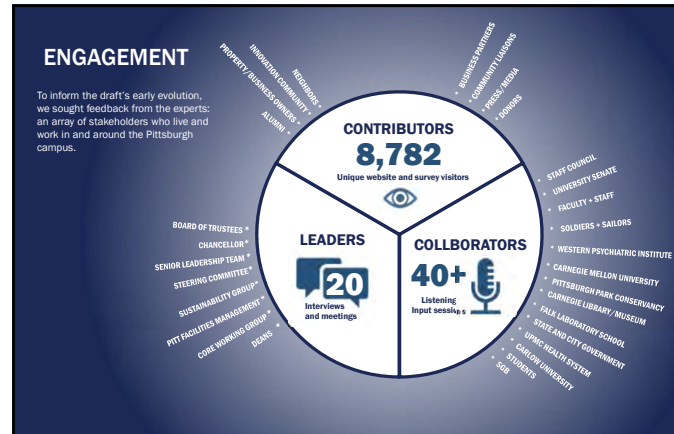 ENGAGEMENT
To inform the draft's early evolution,
we sought feedback from the experts:
an array of stakeholders who live and
work in and around the Pittsburgh
campus.
NEIGHBORS
INNOVATION COMMUNITY
PROPERTY/BUSINESS OWNERS
ALUMNI
BUSINESS PARTNERS
COMMUNITY LIAISONS
PRESS/MEDIA
DONORS
CONTRIBUTORS
8,782
Unique website and survey visitors
LEADERS
20
Interviews
and meetings
COLLBORATORS
40+
Listening
Input sessions
BOARD OF TRUSTEES
CHANCELLOR
SENIOR LEADERSHIP TEAM
STEERING COMMITTEE
SUSTAINABILITY GROUP
PITT FACILITIES MANAGEMENT
CORE WORKING GROUP
DEANS
STAFF COUNCIL
UNIVERSITY SENATE
FACULTY + STAFF
SOLDIERS + SAILORS
WESTERN PSYCHIATRIC INSTITUTE
CARNEGIE MELLON UNIVERSITY
PITTSBURGH PARK CONSERVANCY
CARNEGIE LIBRARY/MUSEUM
FALK LABORATORY SCHOOL
STATE AND CITY GOVERNMENT
UPMC HEALTH SYSTEM
CARLOW UNIVERSITY
STUDENTS
SGB